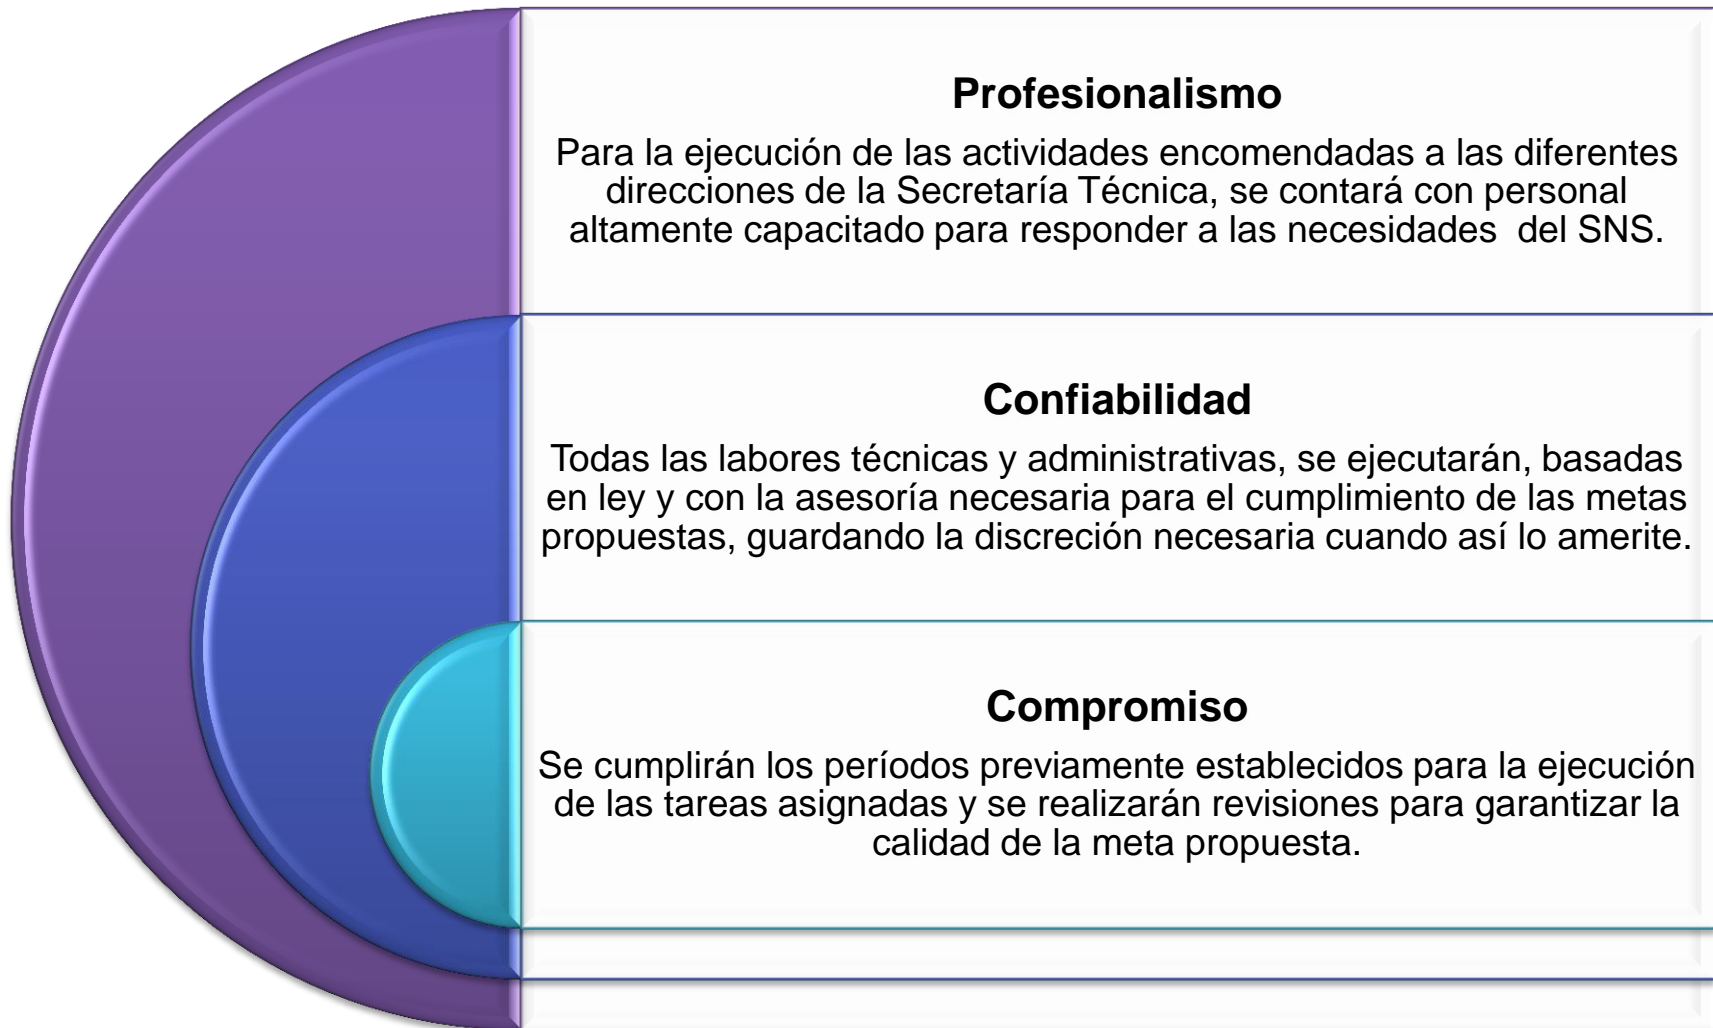 Profesionalismo
Para la ejecución de las actividades encomendadas a las diferentes
direcciones de la Secretaría Técnica, se contará con personal
altamente capacitado para responder a las necesidades  del SNS.
Confiabilidad
Todas las labores técnicas y administrativas, se ejecutarán, basadas
en ley y con la asesoría necesaria para el cumplimiento de las metas
propuestas, guardando la discreción necesaria cuando así lo amerite.
Compromiso
Se cumplirán los períodos previamente establecidos para la ejecución
de las tareas asignadas y se realizarán revisiones para garantizar la
calidad de la meta propuesta.